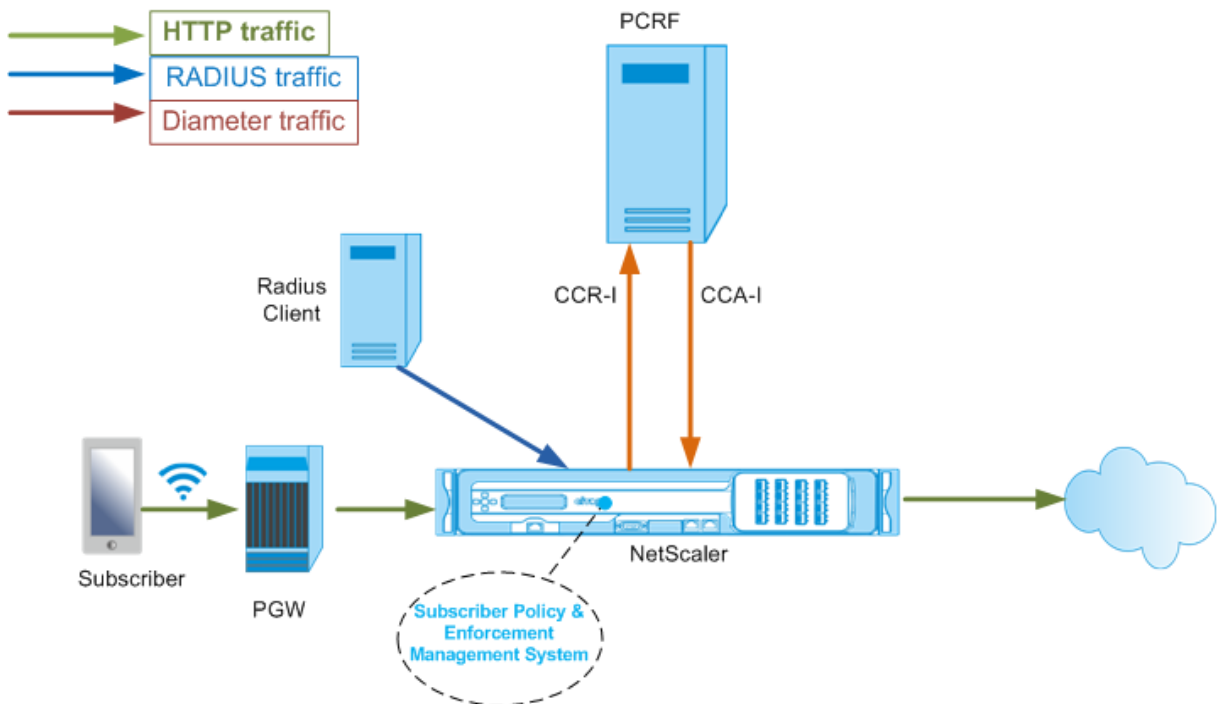 HTTP traffic
RADIUS traffic
Diameter traffic
PCRF
Radius
Client
CCR-I
CCA-I
Subscriber
PGW
NetScaler
Subscriber Policy &
Enforcement
Management System